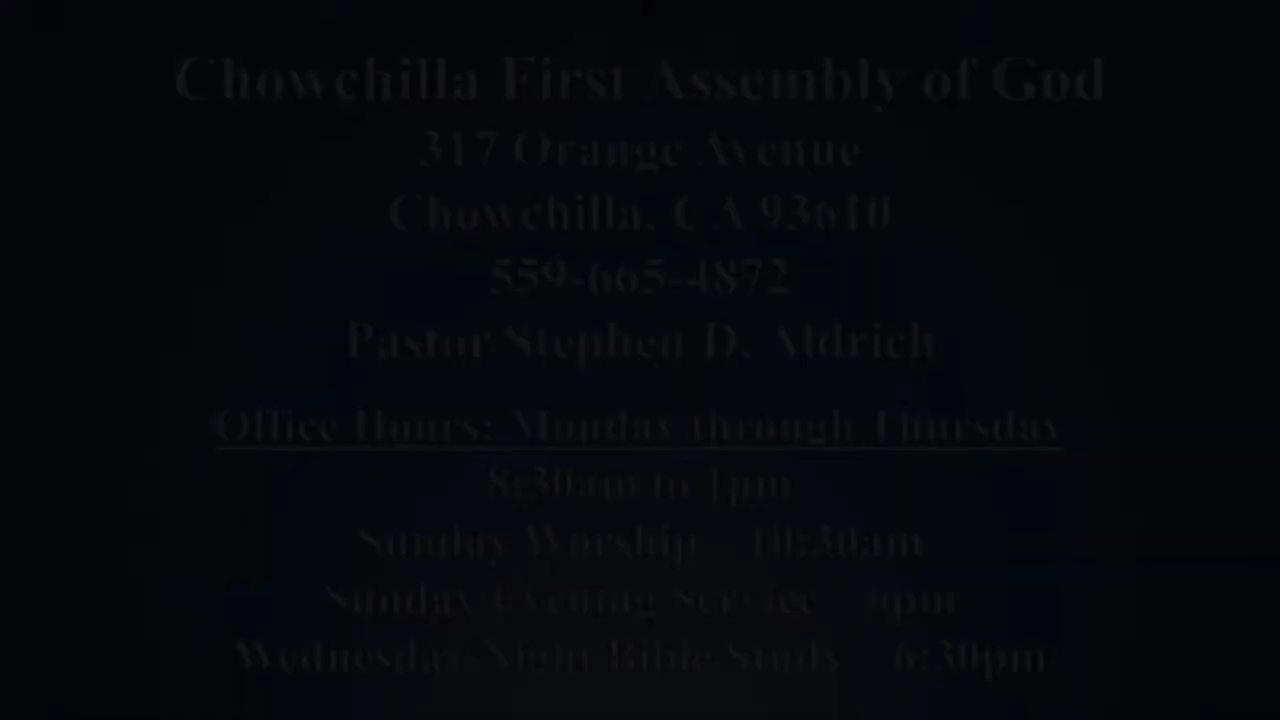 Chowchilla First Assembly of God
317 Orange Avenue
Chowchilla, CA 93610
559-665-4872
Pastor Stephen D. Aldrich
Office Hours: Monday through Thursday
8:30am to 1pm
Sunday Worship 10:30am
Sunday Evening Service 6pm
Wednesday Night Bible Study 6:30pm